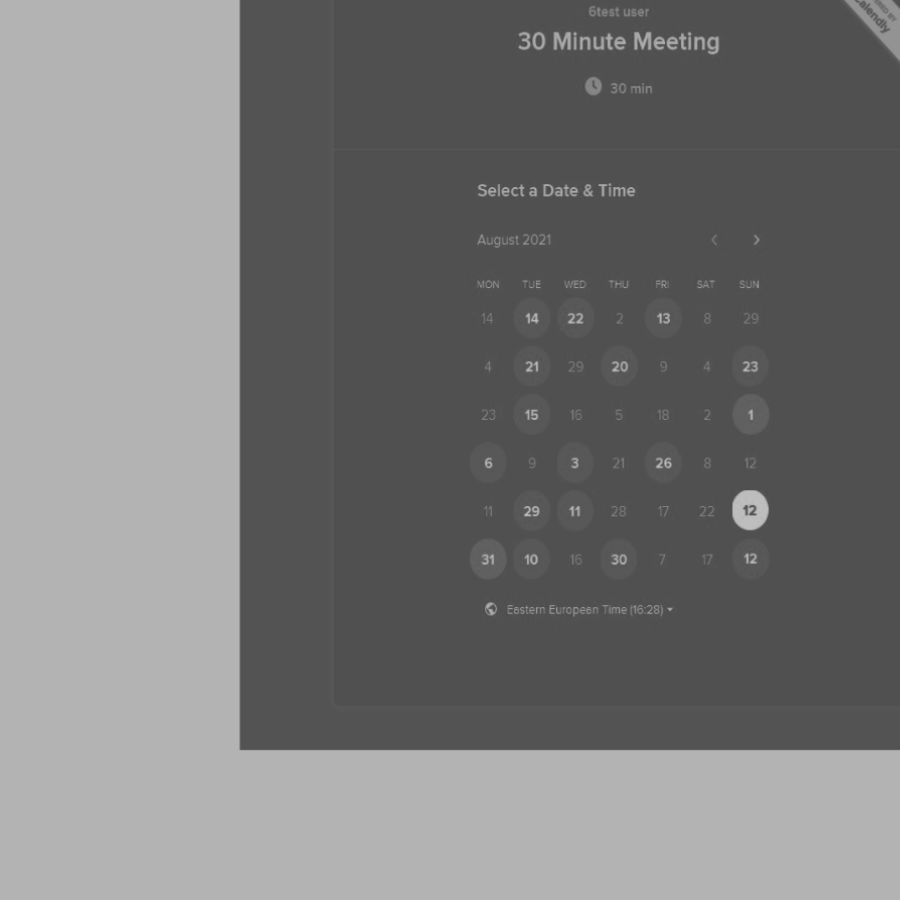 6test user
30 Minute Meeting
30 min
Calendly
Select a Date & Time
August 2021
MON TUE WED THU FRI SAT SUN
14 14 22 2 13 8 29
4 21 29 20 9 4 23
23 15 16 5 18 2 1
6 9 3 21 26 8 12
11 29 11 28 17 22 12
31 10 16 30 7 17 12
Eastern European Time (16:28)